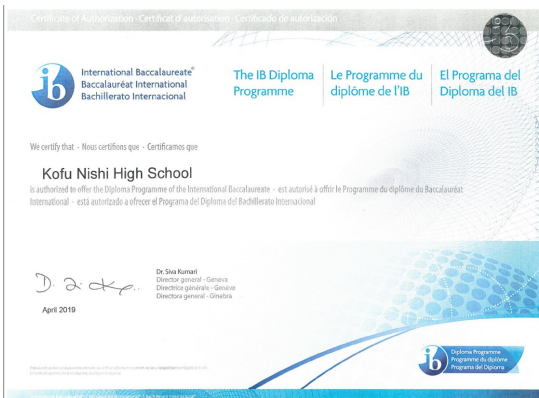 Certificate of Authorization · Certificat d'autorisation · Certificado de autorización
International Baccalaureate®
Baccalauréat International
Bachillerato Internacional
The IB Diploma
Programme
Le Programme du
diplôme de l'IB
El Programa del
Diploma del IB
We certify that · Nous certifions que · Certificamos que
Kofu Nishi High School
is authorized to offer the Diploma Programme of the International Baccalaureate · est autorisé à offrir le Programme du diplôme du Baccalauréat
International · está autorizado a ofrecer el Programa del Diploma del Bachillerato Internacional
Dr. Siva Kumari
Director general - Geneva
Directrice générale - Genève
Directora general - Ginebra
April 2019
Diploma Programme
Programme du diplôme
Programa del Diploma